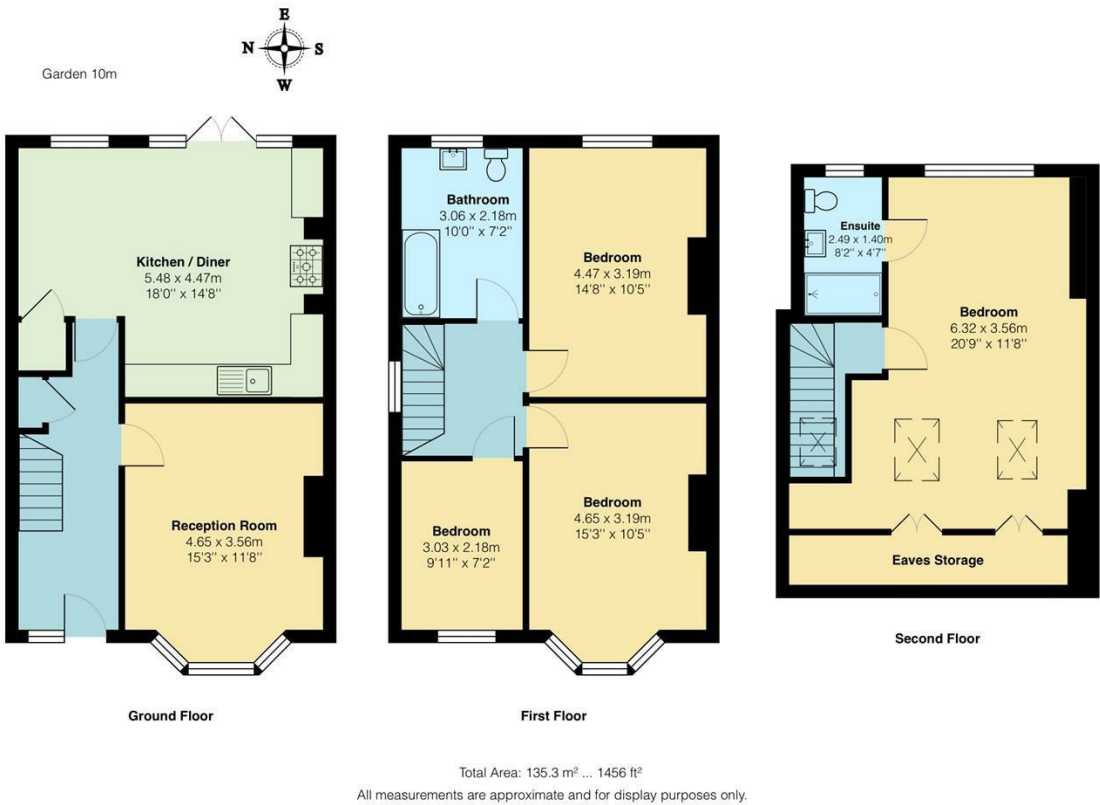 E
N S
W
Garden 10m
Kitchen / Diner
5.48 x 4.47m
18'0'' x 14'8''
Reception Room
4.65 x 3.56m
15'3'' x 11'8''
Ground Floor
Bathroom
3.06 x 2.18m
10'0'' x 7'2''
Bedroom
4.47 x 3.19m
14'8'' x 10'5''
Bedroom
3.03 x 2.18m
9'11'' x 7'2''
Bedroom
4.65 x 3.19m
15'3'' x 10'5''
First Floor
Ensuite
2.49 x 1.40m
8'2'' x 4'7''
Bedroom
6.32 x 3.56m
20'9'' x 11'8''
Eaves Storage
Second Floor
Total Area: 135.3 m² ... 1456 ft²
All measurements are approximate and for display purposes only.